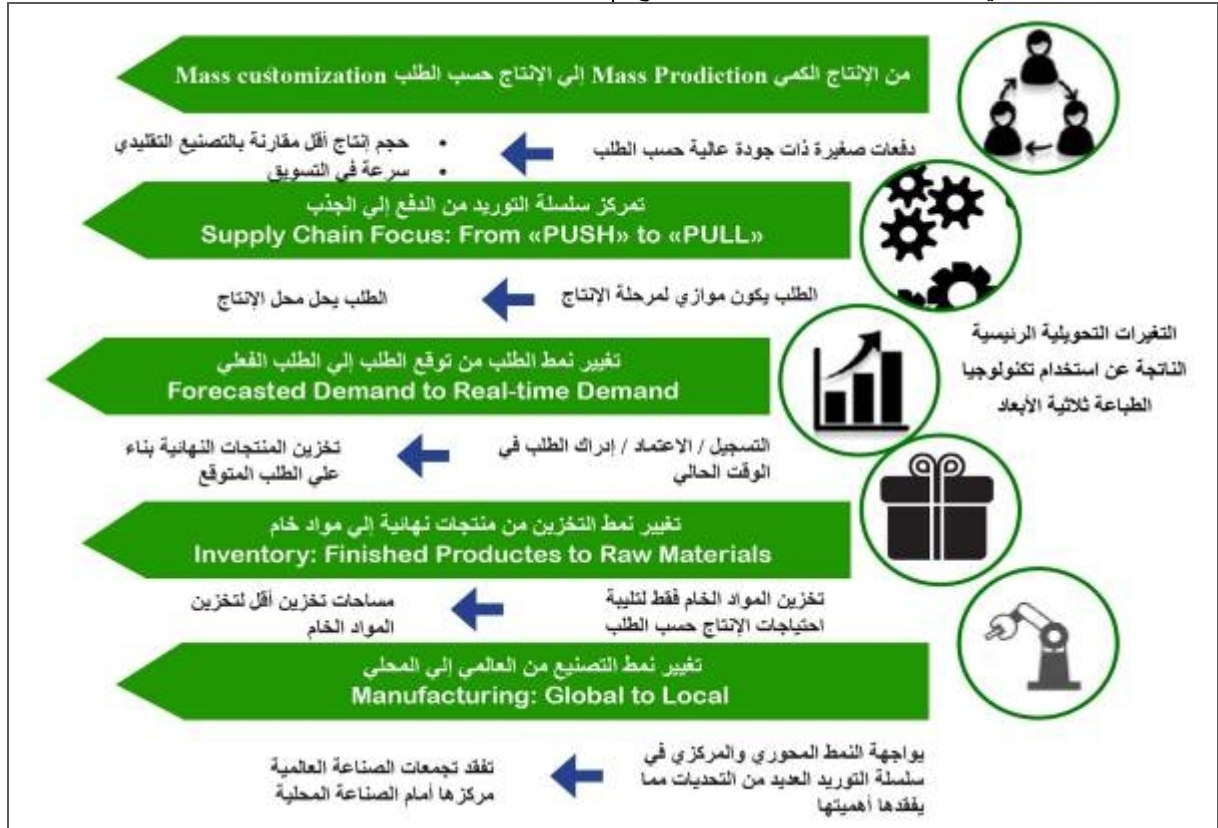 من الإنتاج الكمي Mass Prodiction إلي الإنتاج حسب الطلب Mass customization
دفعات صغيرة ذات جودة عالية حسب الطلب
• حجم إنتاج أقل مقارنة بالتصنيع التقليدي
• سرعة في التسويق
تمركز سلسلة التوريد من الدفع إلي الجذب
Supply Chain Focus: From «PUSH» to «PULL»
الطلب يكون موازي لمرحلة الإنتاج
الطلب يحل محل الإنتاج
التغيرات التحويلية الرئيسية
الناتجة عن استخدام تكنولوجيا
الطباعة ثلاثية الأبعاد
تغيير نمط الطلب من توقع الطلب إلي الطلب الفعلي
Forecasted Demand to Real-time Demand
التسجيل / الاعتماد / إدراك الطلب في
الوقت الحالي
تخزين المنتجات النهائية بناء
علي الطلب المتوقع
تغيير نمط التخزين من منتجات نهائية إلي مواد خام
Inventory: Finished Productes to Raw Materials
تخزين المواد الخام فقط لتليبة
احتياجات الإنتاج حسب الطلب
مساحات تخزين أقل لتخزين
المواد الخام
تغيير نمط التصنيع من العالمي إلي المحلي
Manufacturing: Global to Local
يواجهة النمط المحوري والمركزي في
سلسلة التوريد العديد من التحديات مما
يفقدها أهميتها
تفقد تجمعات الصناعة العالمية
مركزها أمام الصناعة المحلية